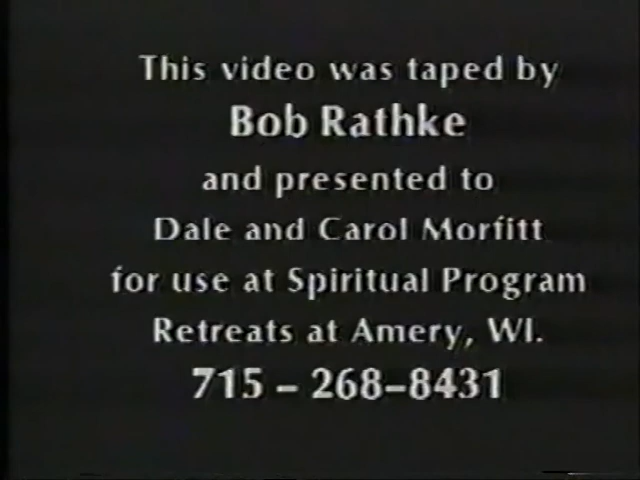 This video was taped by
Bob Rathke
and presented to
Dale and Carol Morfitt
for use at Spiritual Program
Retreats at Amery, WI.
715 – 268–8431